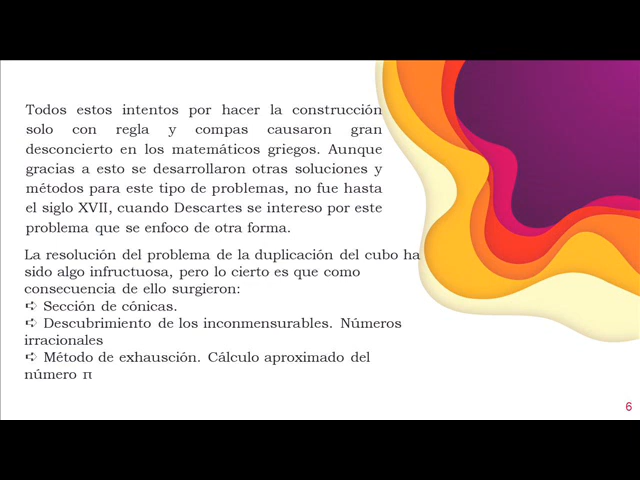 Todos estos intentos por hacer la construcción
solo con regla y compas causaron gran
desconcierto en los matemáticos griegos. Aunque
gracias a esto se desarrollaron otras soluciones y
métodos para este tipo de problemas, no fue hasta
el siglo XVII, cuando Descartes se intereso por este
problema que se enfoco de otra forma.
La resolución del problema de la duplicación del cubo ha
sido algo infructuosa, pero lo cierto es que como
consecuencia de ello surgieron:
➪ Sección de cónicas.
➪ Descubrimiento de los inconmensurables. Números
irracionales
➪ Método de exhausción. Cálculo aproximado del
número π
6